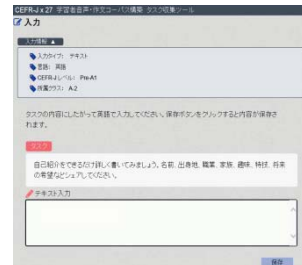 CEFR-J x 27 学習者音声・作文コーパス構築 タスク収集ツール
入力
入力情報 ▲
入力タイプ: テキスト
言語: 英語
CEFR-Jレベル: Pre-A1
所属クラス: A.2
タスクの内容にしたがって英語で入力してください。保存ボタンをクリックすると内容が保存されます。
タスク
自己紹介をできるだけ詳しく書いてみましょう。名前、出身地、職業、家族、趣味、特技、将来の希望などシェアしてください。
テキスト入力
保存